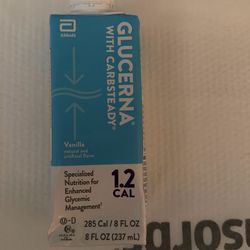 Abbott
GLUCERNA®
WITH CARBSTEADY®
Vanilla
natural and
artificial flavor
Specialized
Nutrition for
Enhanced
Glycemic
Management†
1.2
CAL
U-D
285 Cal / 8 FL OZ
8 FL OZ (237 mL)
sorb